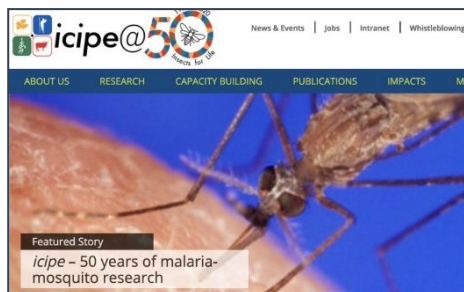 icipe@50
Insects for Life
News & Events | Jobs | Intranet | Whistleblowing
ABOUT US RESEARCH CAPACITY BUILDING PUBLICATIONS IMPACTS M
Featured Story
icipe – 50 years of malaria-
mosquito research